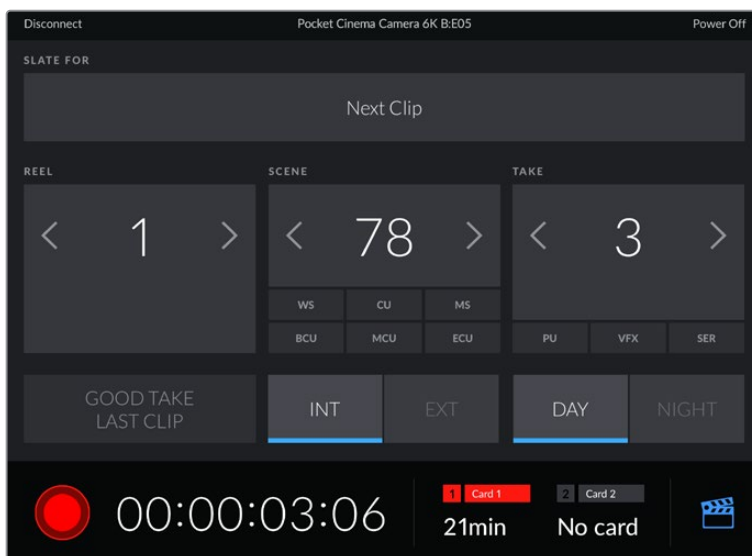 Disconnect Pocket Cinema Camera 6K B:E05 Power Off
SLATE FOR
Next Clip
REEL SCENE TAKE
< 1 > < 78 > < 3 >
WS CU MS
BCU MCU ECU PU VFX SER
GOOD TAKE
LAST CLIP
INT EXT DAY NIGHT
00:00:03:06
1 Card 1 2 Card 2
21min No card